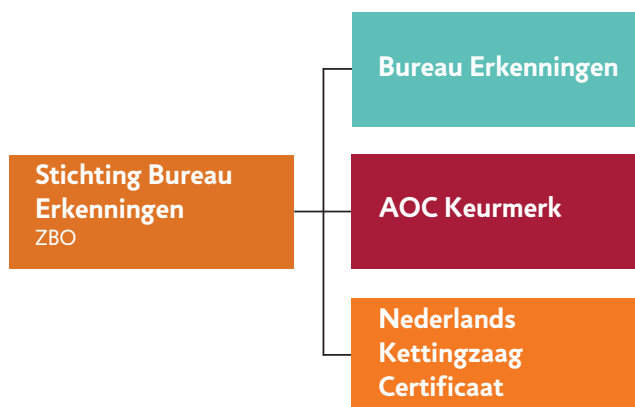 Bureau Erkenningen
Stichting Bureau
Erkenningen
ZBO
AOC Keurmerk
Nederlands
Kettingzaag
Certificaat